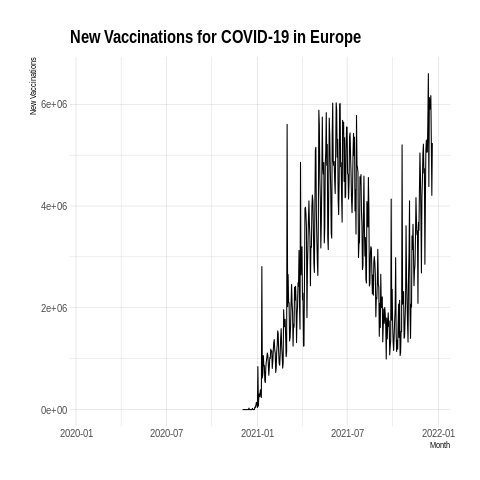 New Vaccinations for COVID-19 in Europe
New Vaccinations
6e+06
4e+06
2e+06
0e+00
2020-01
2020-07
2021-01
2021-07
2022-01
Month